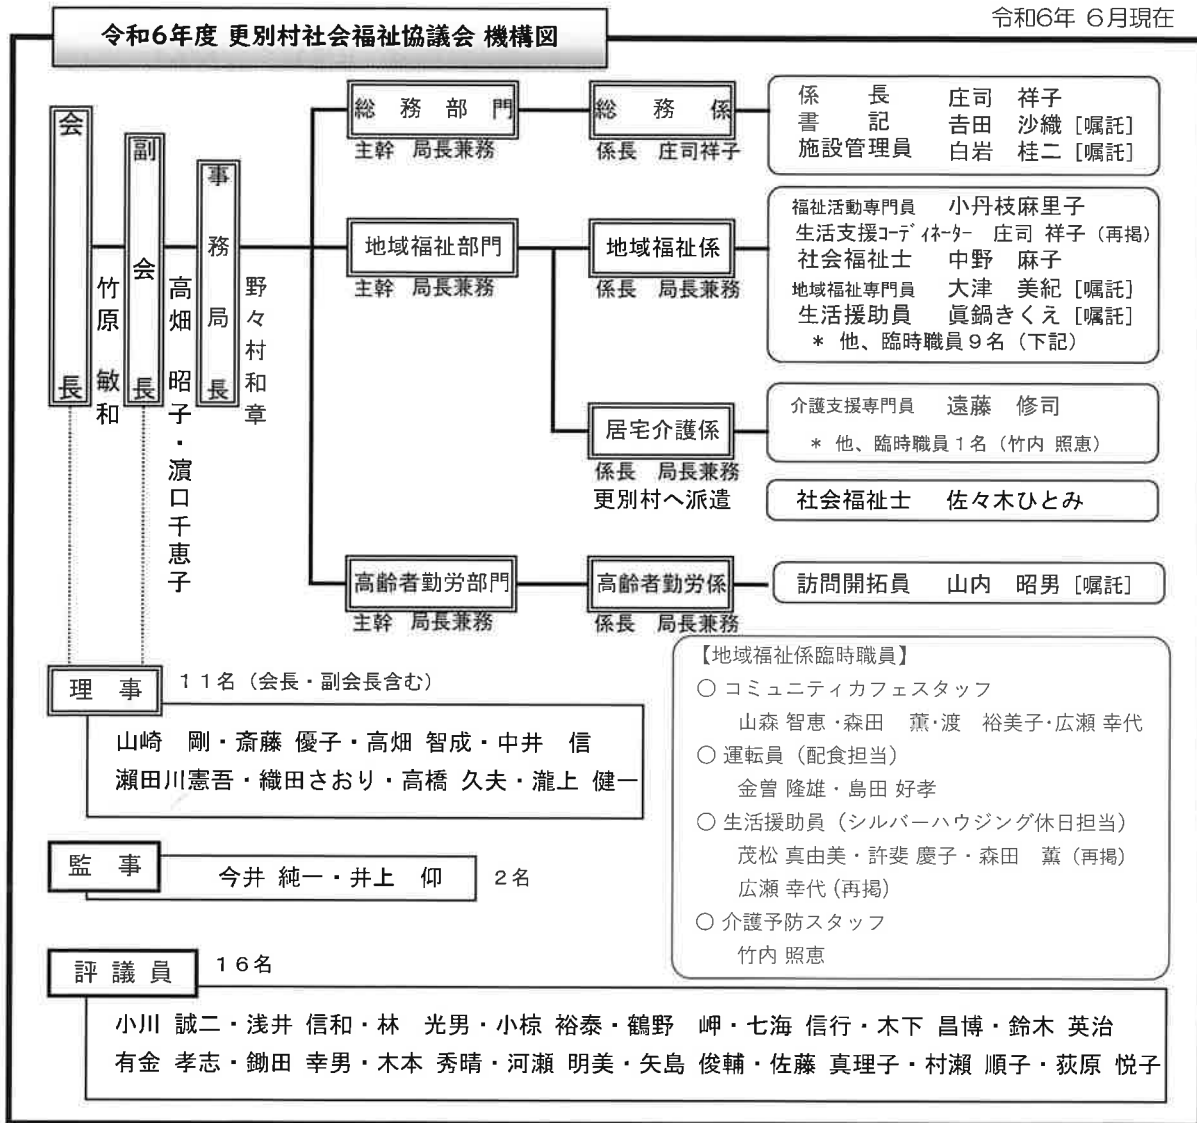 令和6年 6月現在
令和6年度 更別村社会福祉協議会 機構図
会長
竹原 敏和
副会長
高畑 昭子・濵口千恵子
事務局長
野々村和章
総務部門
主幹 局長兼務
総務係
係長 庄司祥子
係長 庄司 祥子
書記 𠮷田 沙織 [嘱託]
施設管理員 白岩 桂二 [嘱託]
地域福祉部門
主幹 局長兼務
地域福祉係
係長 局長兼務
福祉活動専門員 小丹枝麻里子
生活支援ｺｰﾃﾞｨﾈｰﾀｰ 庄司 祥子 (再掲)
社会福祉士 中野 麻子
地域福祉専門員 大津 美紀 [嘱託]
生活援助員 眞鍋きくえ [嘱託]
* 他、臨時職員９名 (下記)
居宅介護係
係長 局長兼務
介護支援専門員 遠藤 修司
* 他、臨時職員１名 (竹内 照恵)
更別村へ派遣
社会福祉士 佐々木ひとみ
高齢者勤労部門
主幹 局長兼務
高齢者勤労係
係長 局長兼務
訪問開拓員 山内 昭男 [嘱託]
理事
１１名 (会長・副会長含む)
山崎 剛・斎藤 優子・高畑 智成・中井 信
瀬田川憲吾・織田さおり・高橋 久夫・瀧上 健一
監事
今井 純一・井上 仰
２名
【地域福祉係臨時職員】
○ コミュニティカフェスタッフ
山森 智恵・森田 薫・渡 裕美子・広瀬 幸代
○ 運転員 (配食担当)
金曽 隆雄・島田 好孝
○ 生活援助員 (シルバーハウジング休日担当)
茂松 真由美・許斐 慶子・森田 薫 (再掲)
広瀬 幸代 (再掲)
○ 介護予防スタッフ
竹内 照恵
評議員
１６名
小川 誠二・浅井 信和・林 光男・小椋 裕泰・鶴野 岬・七海 信行・木下 昌博・鈴木 英治
有金 孝志・鋤田 幸男・木本 秀晴・河瀬 明美・矢島 俊輔・佐藤 真理子・村瀬 順子・荻原 悦子